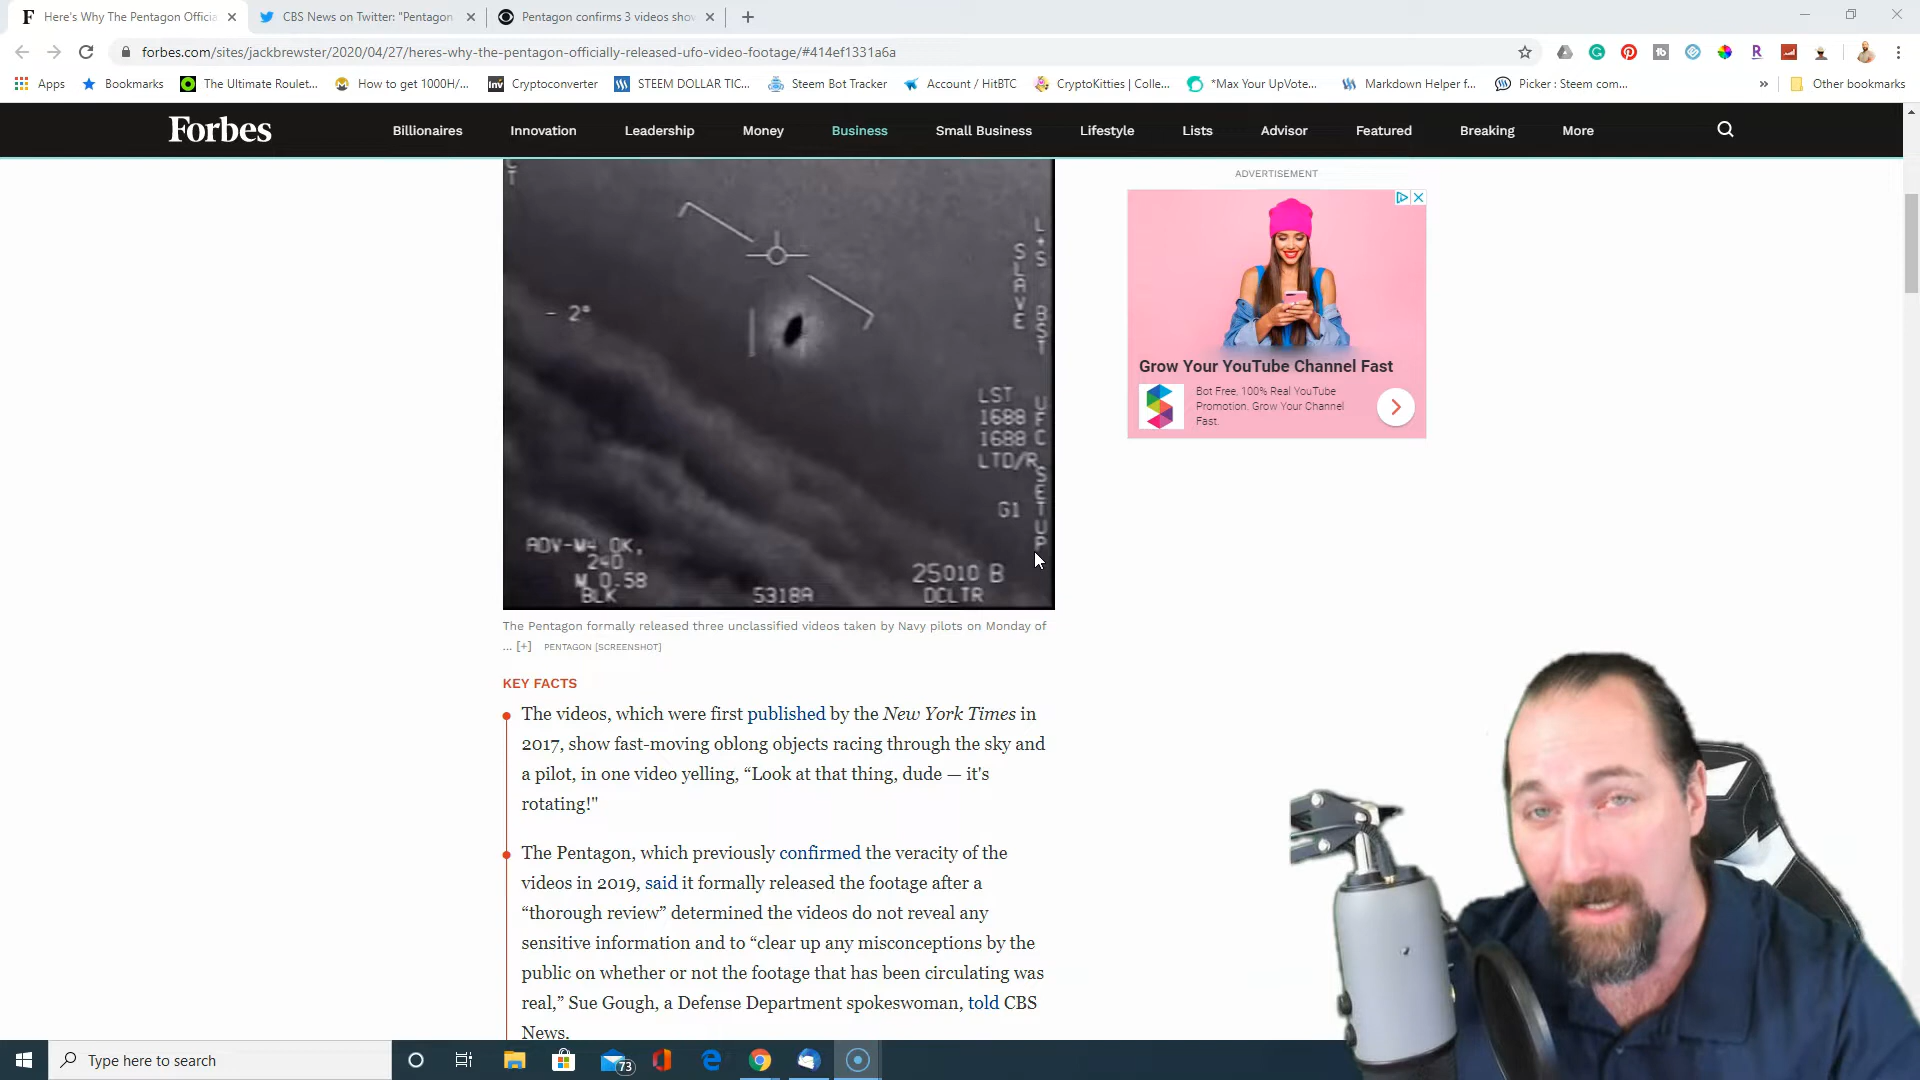 Here's Why The Pentagon Officia
CBS News on Twitter: "Pentagon
Pentagon confirms 3 videos show
forbes.com/sites/jackbrewster/2020/04/27/heres-why-the-pentagon-officially-released-ufo-video-footage/#414ef1331a6a
Apps
Bookmarks
The Ultimate Roulet...
How to get 1000H/...
Cryptoconverter
STEEM DOLLAR TIC...
Steem Bot Tracker
Account / HitBTC
CryptoKitties | Colle...
*Max Your UpVote...
Markdown Helper f...
Picker : Steem com...
»
Other bookmarks
Forbes
Billionaires
Innovation
Leadership
Money
Business
Small Business
Lifestyle
Lists
Advisor
Featured
Breaking
More
L+S
SLAVE
BST
– 2°
LST
1688
1688
LTD/R
UFC
SETUP
G1
ADV-M4 OK,
240
M 0.58
BLK
5318A
25010 B
DCLTR
ADVERTISEMENT
Grow Your YouTube Channel Fast
Bot Free, 100% Real YouTube
Promotion. Grow Your Channel
Fast.
The Pentagon formally released three unclassified videos taken by Navy pilots on Monday of
... [+] PENTAGON [SCREENSHOT]
KEY FACTS
The videos, which were first published by the New York Times in
2017, show fast-moving oblong objects racing through the sky and
a pilot, in one video yelling, “Look at that thing, dude — it's
rotating!"
The Pentagon, which previously confirmed the veracity of the
videos in 2019, said it formally released the footage after a
“thorough review” determined the videos do not reveal any
sensitive information and to “clear up any misconceptions by the
public on whether or not the footage that has been circulating was
real,” Sue Gough, a Defense Department spokeswoman, told CBS
News.
Type here to search
73